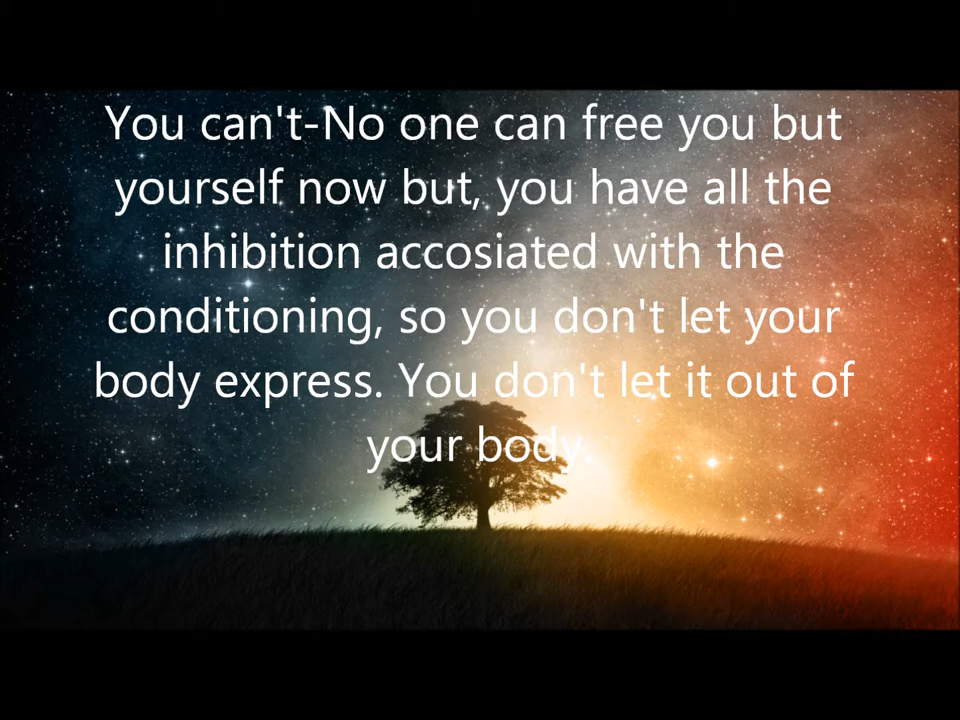 You can't-No one can free you but
yourself now but, you have all the
inhibition accosiated with the
conditioning, so you don't let your
body express. You don't let it out of
your body.